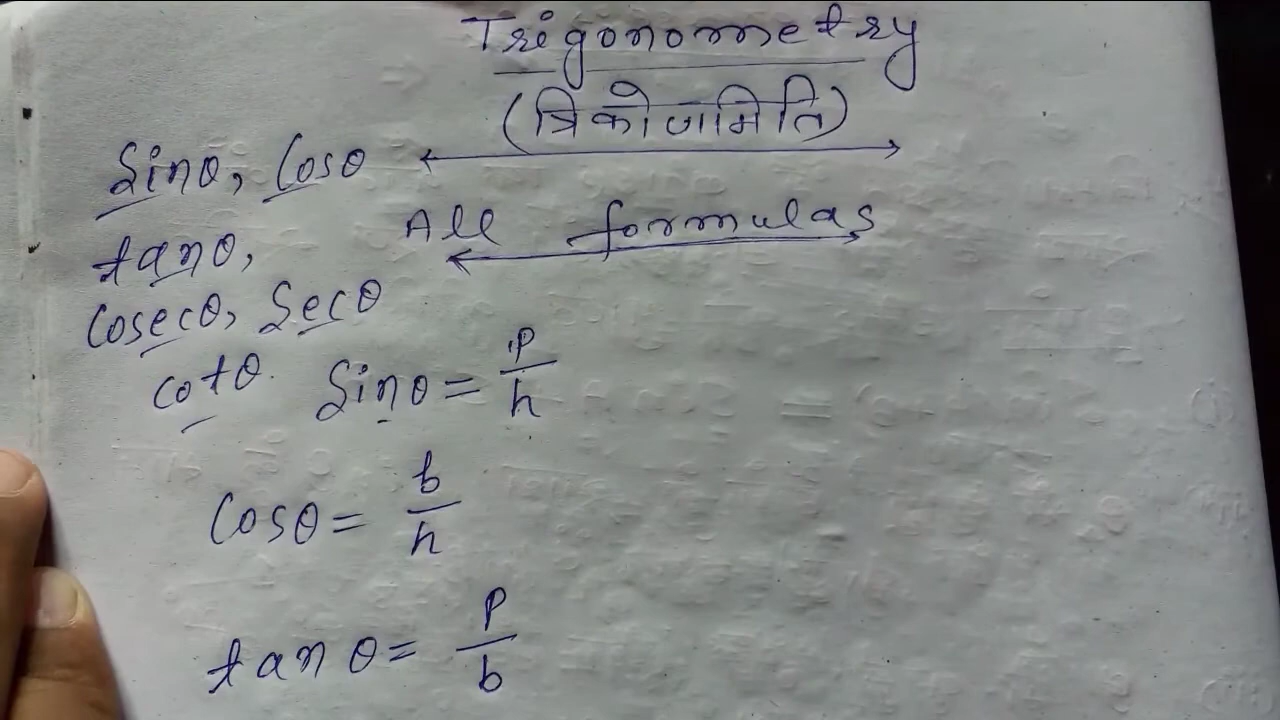 Trigonometry
(त्रिकोणमिति)
Sinθ, Cosθ
All formulas
tanθ,
Cosecθ, Secθ
cotθ.
Sinθ = P/h
Cosθ = b/h
tanθ = P/b